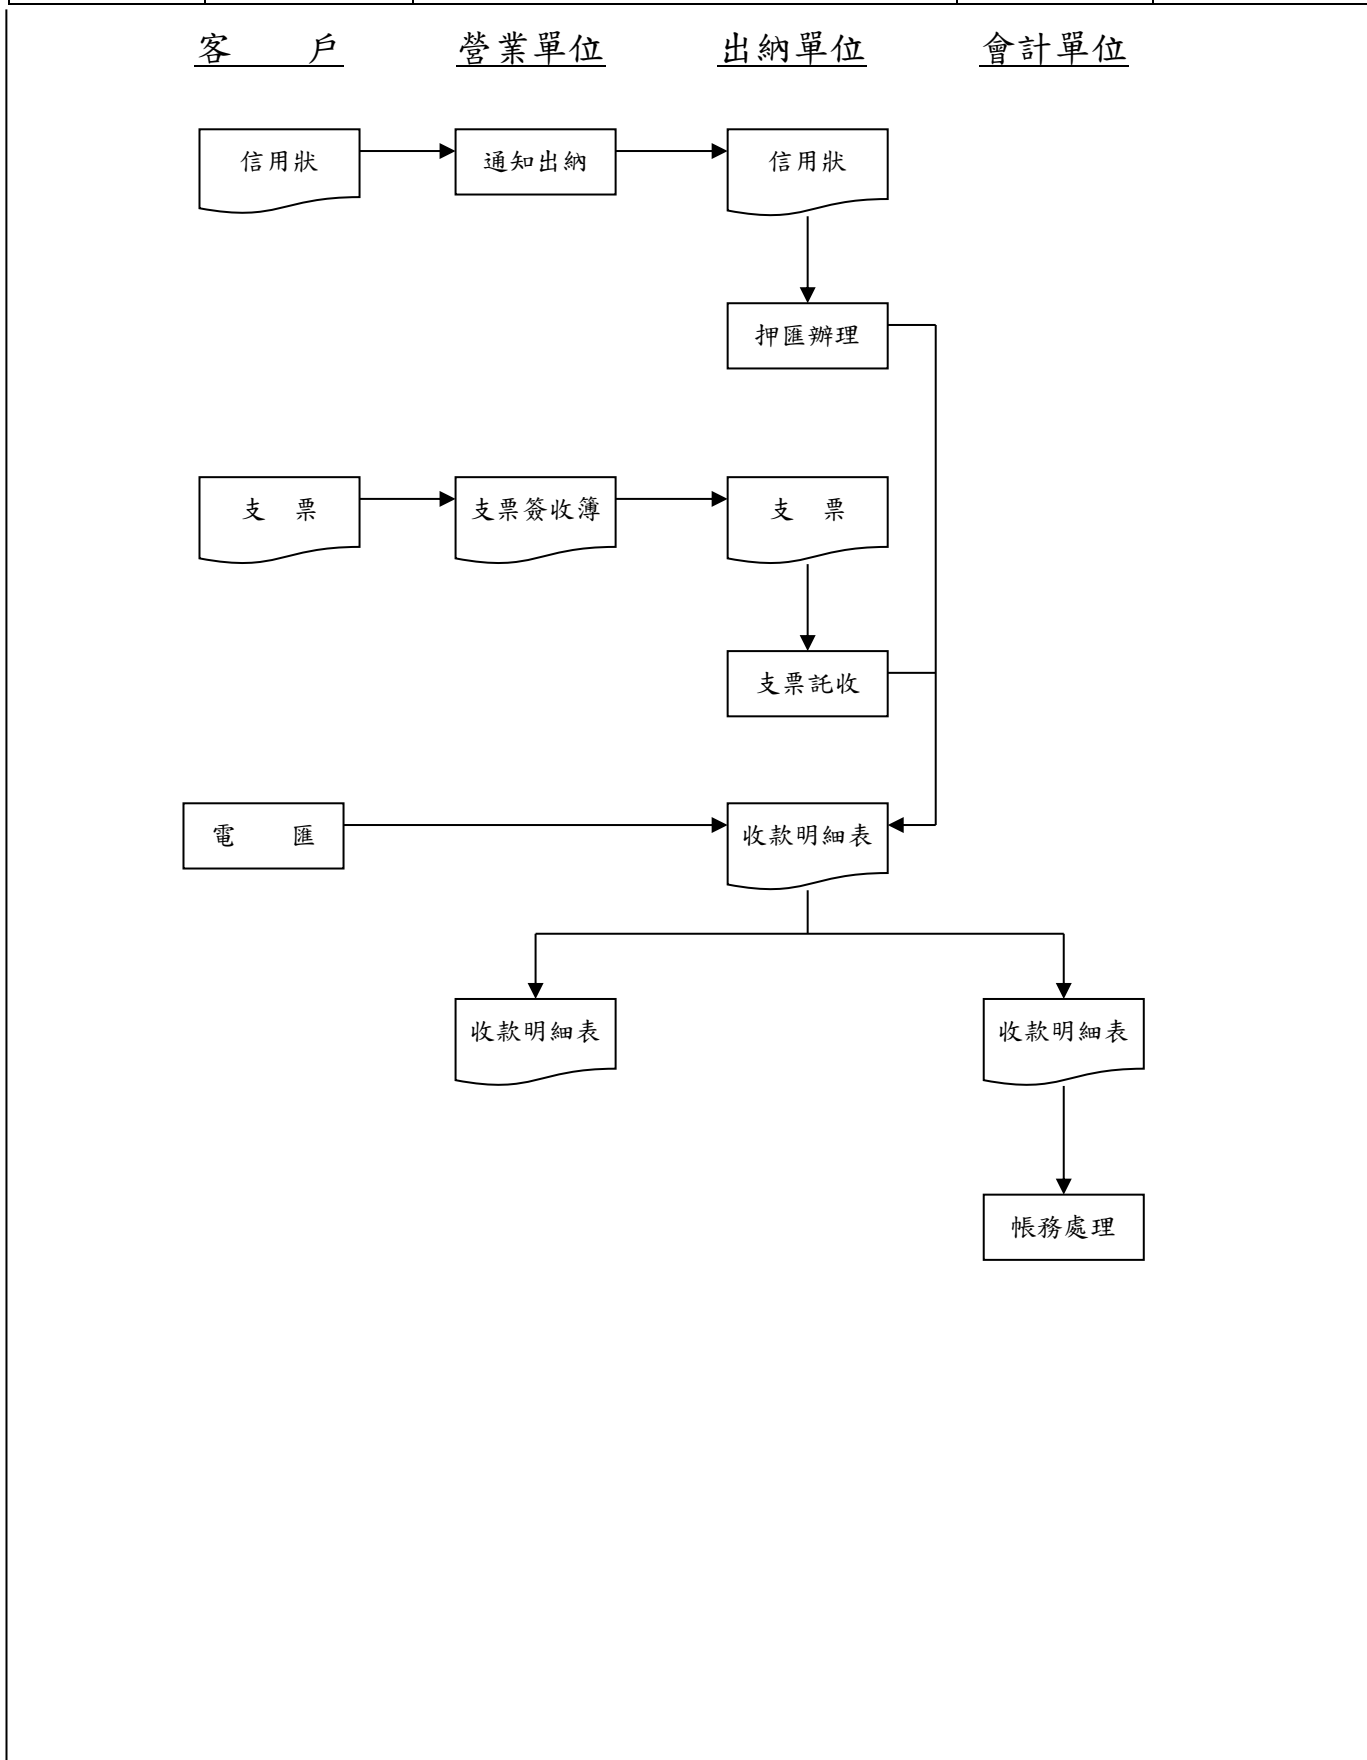 客 戶 營業單位 出納單位 會計單位
信用狀 通知出納 信用狀
押匯辦理
支 票 支票簽收簿 支 票
支票託收
電 匯 收款明細表
收款明細表 收款明細表
帳務處理